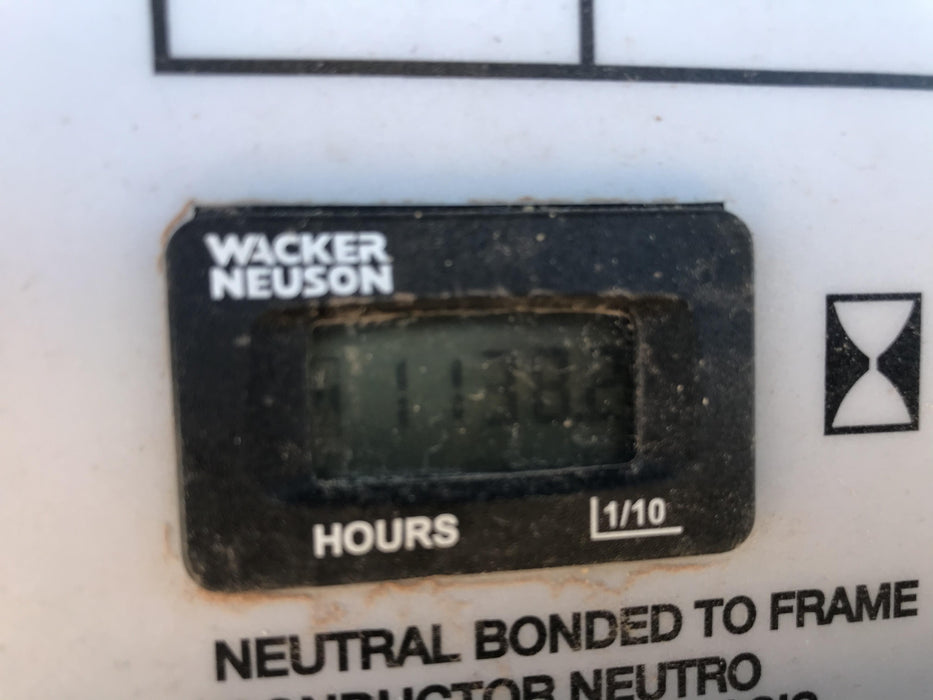 WACKER
NEUSON
HOURS
1/10
NEUTRAL BONDED TO FRAME
CONDUCTOR NEUTRO